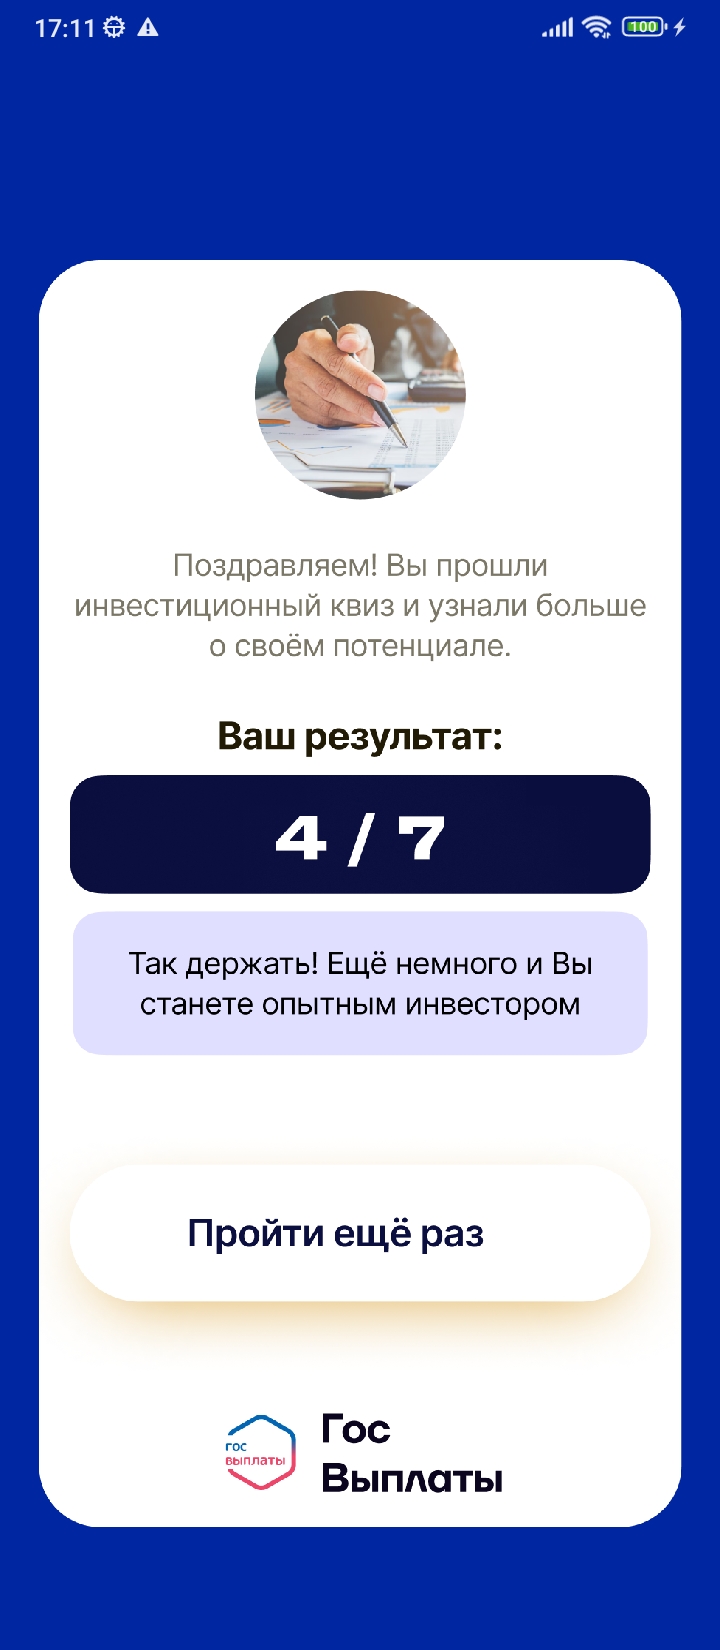 17:11
100
Поздравляем! Вы прошли
инвестиционный квиз и узнали больше
о своём потенциале.
Ваш результат:
4 / 7
Так держать! Ещё немного и Вы
станете опытным инвестором
Пройти ещё раз
гос
выплаты
Гос
Выплаты